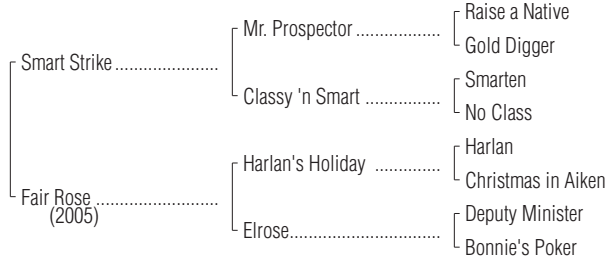 Raise a Native
Mr. Prospector ..................
Gold Digger
Smart Strike ......................
Smarten
Classy 'n Smart ................
No Class
Harlan
Harlan's Holiday ..............
Christmas in Aiken
Fair Rose ..........................
(2005)
Deputy Minister
Elrose................................
Bonnie's Poker